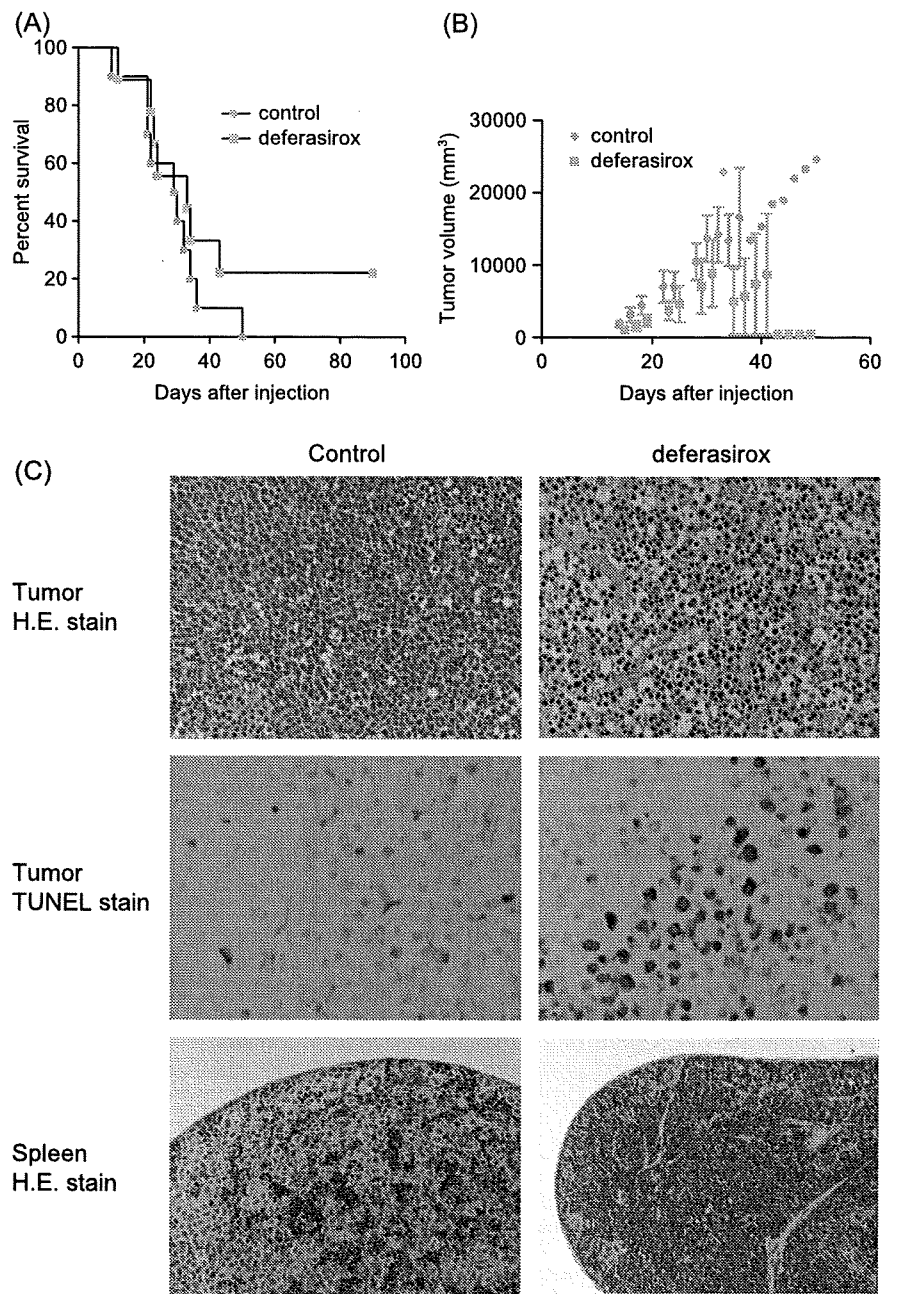 (A)
100
80
60
40
20
0
Percent survival
control
deferasirox
0 20 40 60 80 100
Days after injection
(B)
30000
20000
10000
0
Tumor volume (mm³)
control
deferasirox
0 20 40 60
Days after injection
(C)
Control deferasirox
Tumor
H.E. stain
Tumor
TUNEL stain
Spleen
H.E. stain